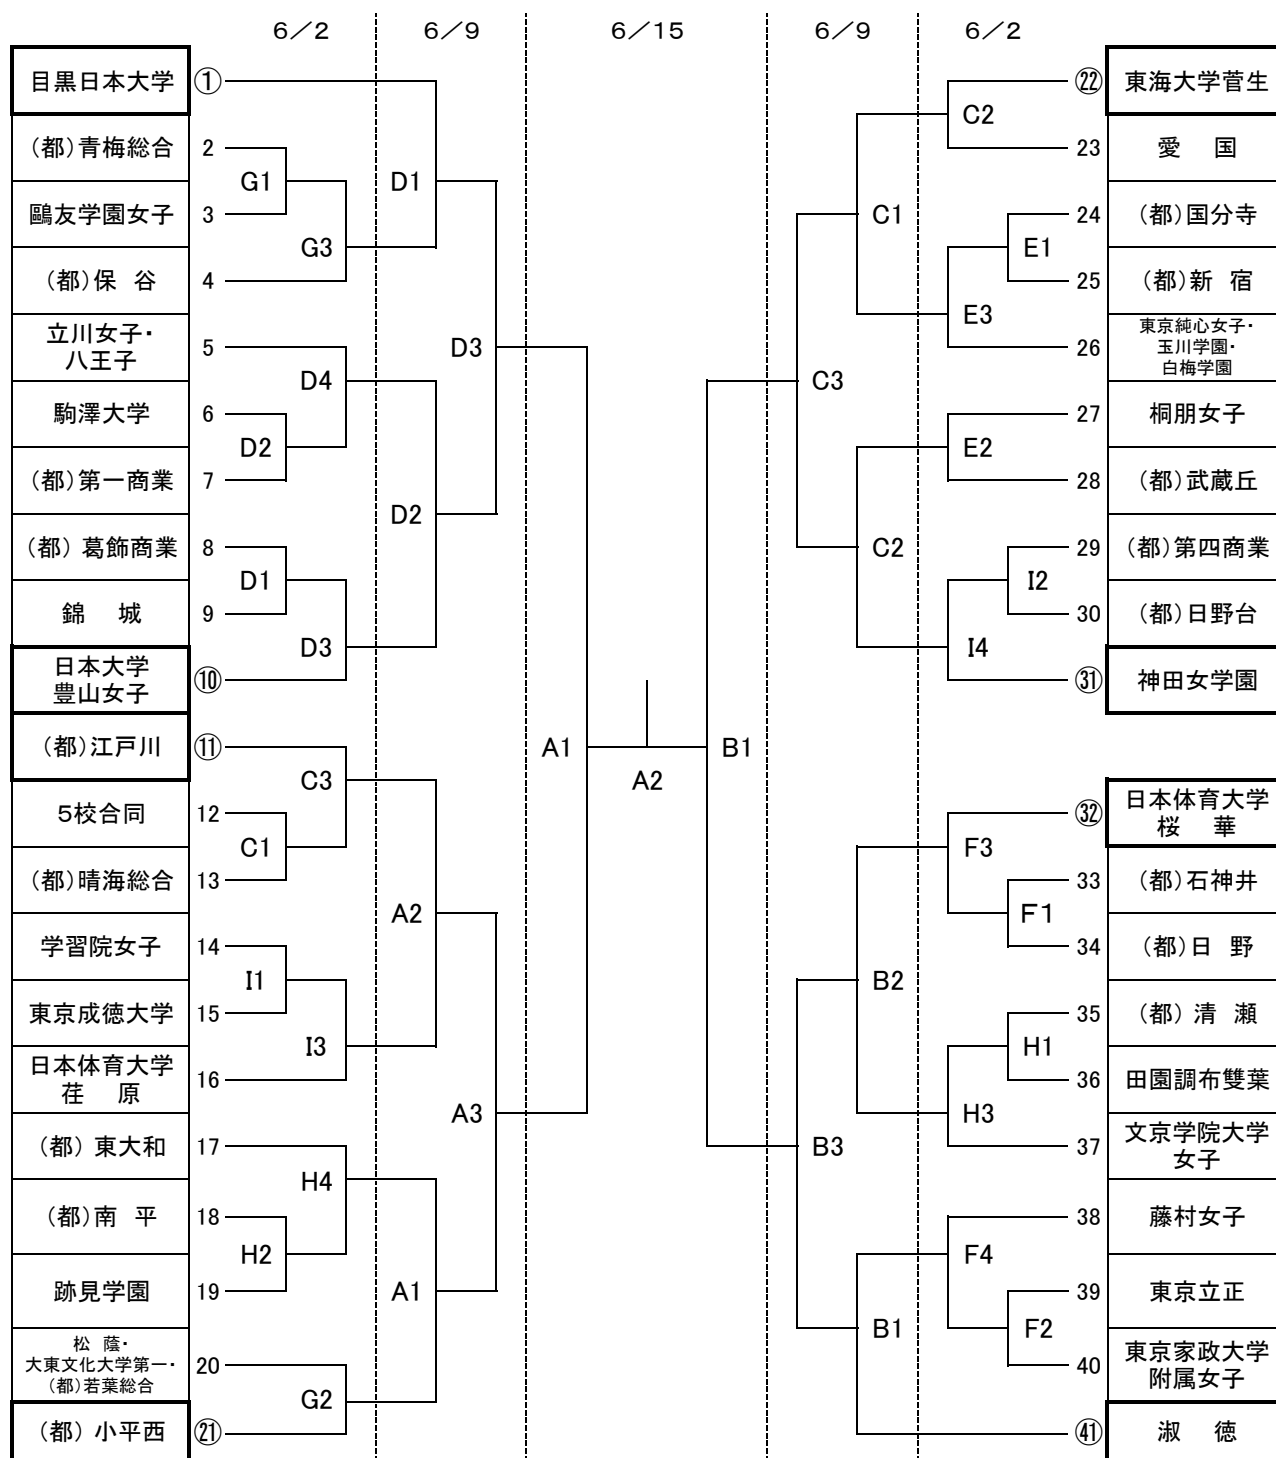 6／2 6／9 6／15 6／9 6／2
目黒日本大学 ①
(都)青梅総合 2
鷗友学園女子 3
(都)保 谷 4
立川女子・
八王子 5
駒澤大学 6
(都)第一商業 7
(都) 葛飾商業 8
錦 城 9
日本大学
豊山女子 ⑩
(都)江戸川 ⑪
5校合同 12
(都)晴海総合 13
学習院女子 14
東京成徳大学 15
日本体育大学
荏 原 16
(都) 東大和 17
(都)南 平 18
跡見学園 19
松 蔭・
大東文化大学第一・
(都)若葉総合 20
(都) 小平西 ㉑
G1
G3
D4
D2
D1
D3
C3
C1
I1
I3
H4
H2
G2
D1
D2
A2
A1
D3
A3
A1
A2
B1
C3
B3
C1
C2
B2
B1
C2
E1
E3
E2
I2
I4
F3
F1
H1
H3
F4
F2
㉒ 東海大学菅生
23 愛 国
24 (都)国分寺
25 (都)新 宿
26 東京純心女子・
玉川学園・
白梅学園
27 桐朋女子
28 (都)武蔵丘
29 (都)第四商業
30 (都)日野台
㉛ 神田女学園
㉜ 日本体育大学
桜 華
33 (都)石神井
34 (都)日 野
35 (都) 清 瀬
36 田園調布雙葉
37 文京学院大学
女子
38 藤村女子
39 東京立正
40 東京家政大学
附属女子
㊶ 淑 徳